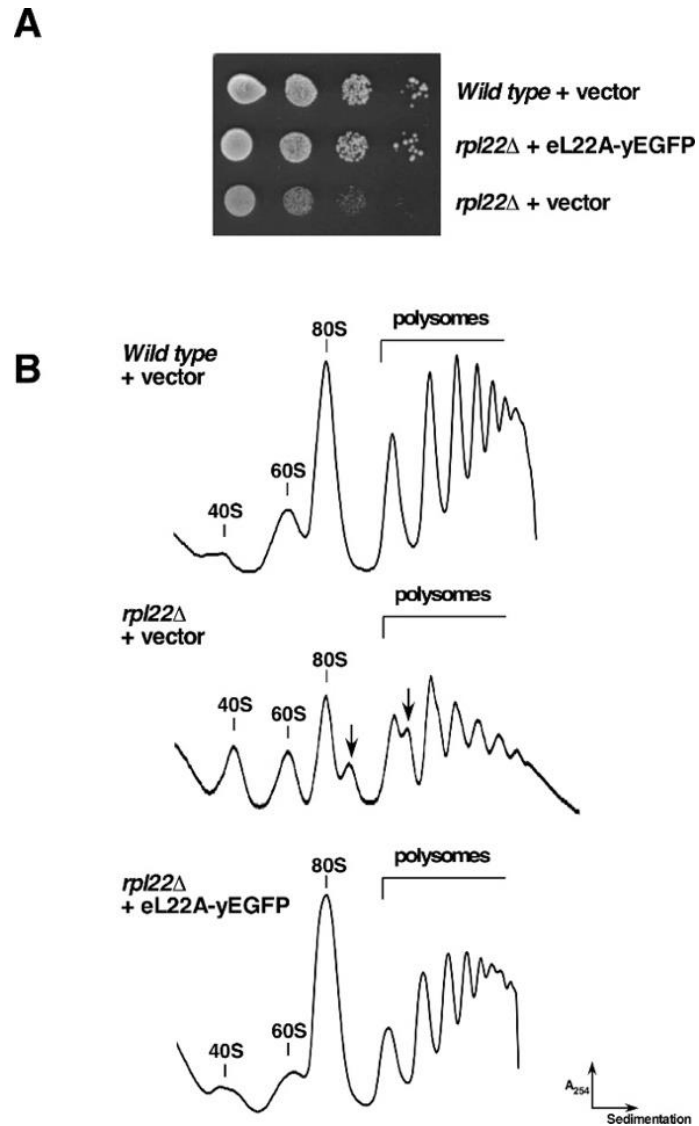 A
Wild type + vector
rpl22Δ + eL22A-yEGFP
rpl22Δ + vector
B
Wild type
+ vector
40S
60S
80S
polysomes
rpl22Δ
+ vector
40S
60S
80S
polysomes
rpl22Δ
+ eL22A-yEGFP
40S
60S
80S
polysomes
A254
Sedimentation